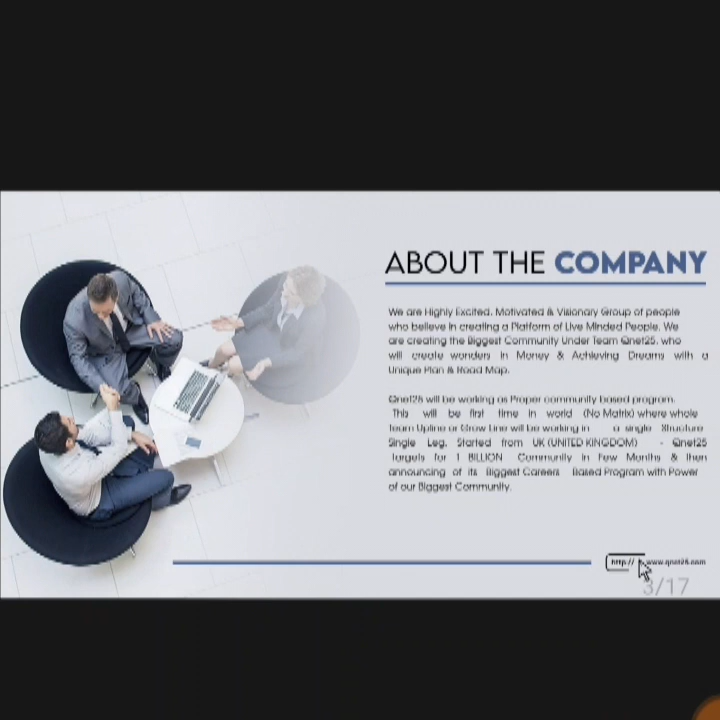 ABOUT THE COMPANY
We are Highly Excited, Motivated & Visionary Group of people
who believe in creating a Platform of Live Minded People. We
are creating the Biggest Community Under Team Qnet25, who
will create wonders in Money & Achieving Dreams with a
Unique Plan & Road Map.
Qnet25 will be working as Proper community based program.
This will be first time in world (No Matrix) where whole
Team Upline or Grow Line will be working in a single Structure
Single Leg. Started from UK (UNITED KINGDOM) - Qnet25
Targets for 1 BILLION Community in Few Months & then
announcing of its Biggest Careers Based Program with Power
of our Biggest Community.
http:// www.qnet25.com
3/17